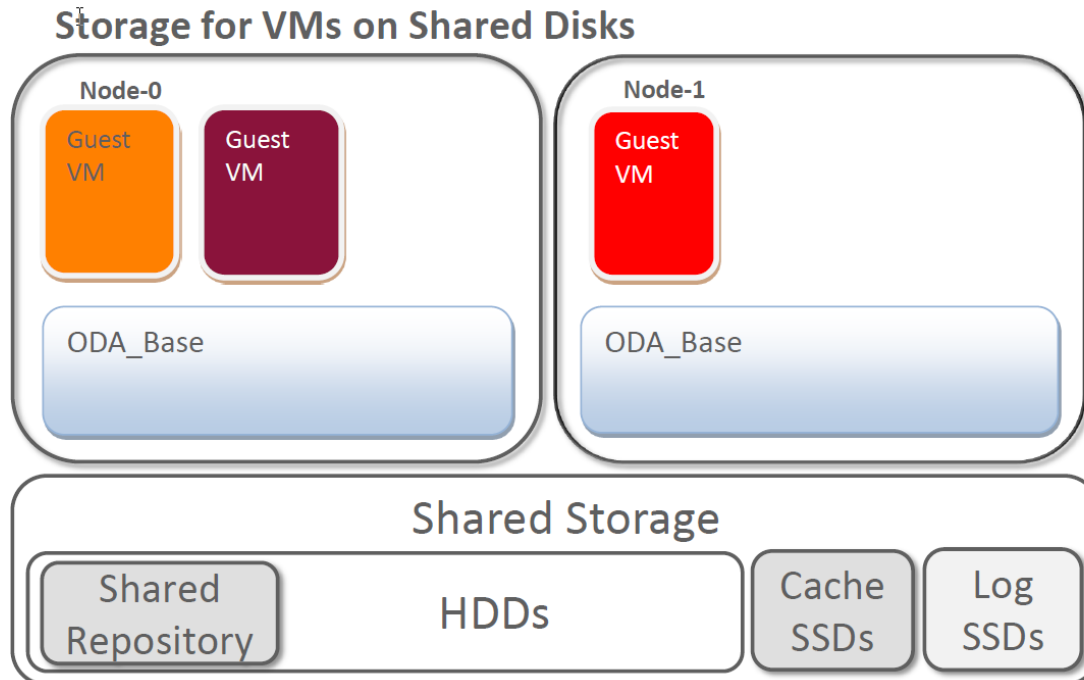 Storage for VMs on Shared Disks
Node-0
Node-1
Guest
VM
Guest
VM
Guest
VM
ODA_Base
ODA_Base
Shared Storage
Shared
Repository
HDDs
Cache
SSDs
Log
SSDs